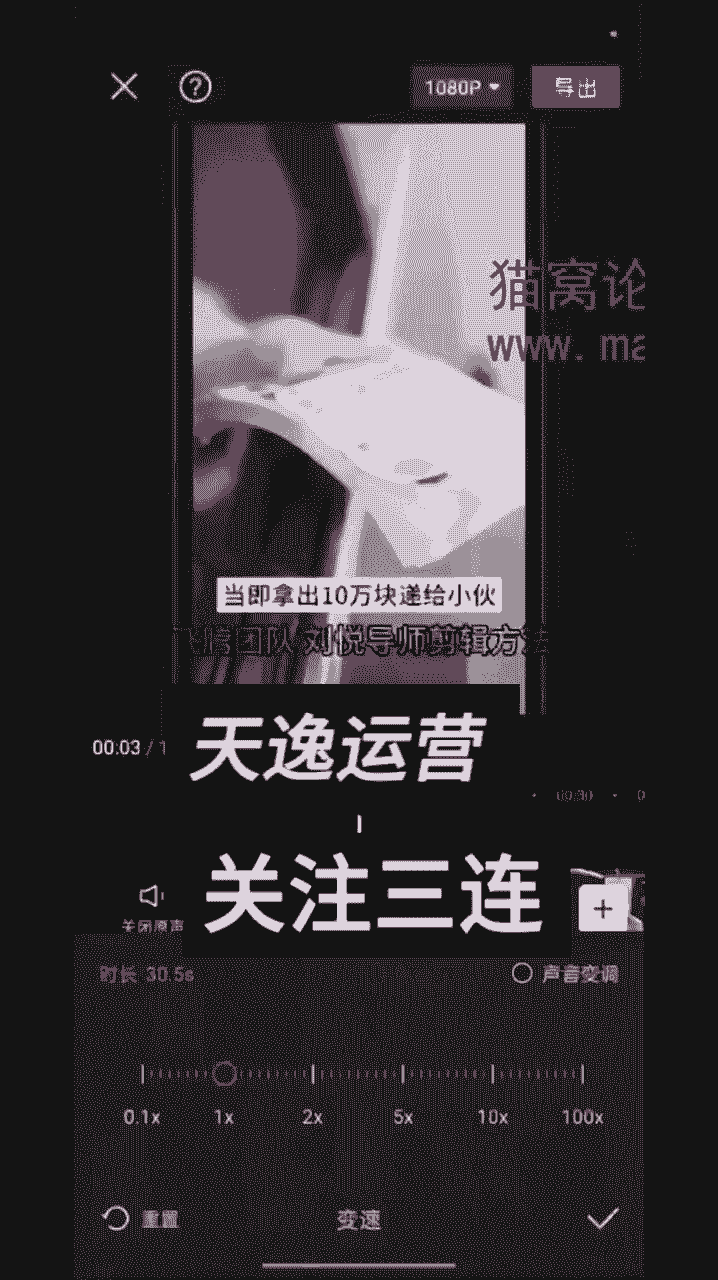 1080P
导出
猫窝论
www. ma
当即拿出10万块递给小伙
团队 刘悦导师剪辑方法
00:03 / 1
天逸运营
00:30
关注三连
关闭原声
时长 30.5s
声音变调
0.1x 1x 2x 5x 10x 100x
重置 变速